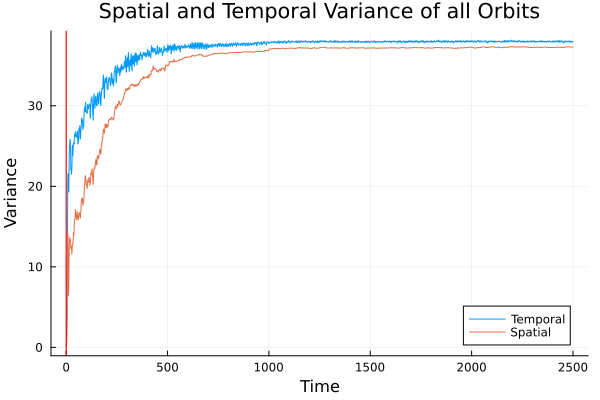 Spatial and Temporal Variance of all Orbits
Variance
30
20
10
0
Temporal
Spatial
0 500 1000 1500 2000 2500
Time